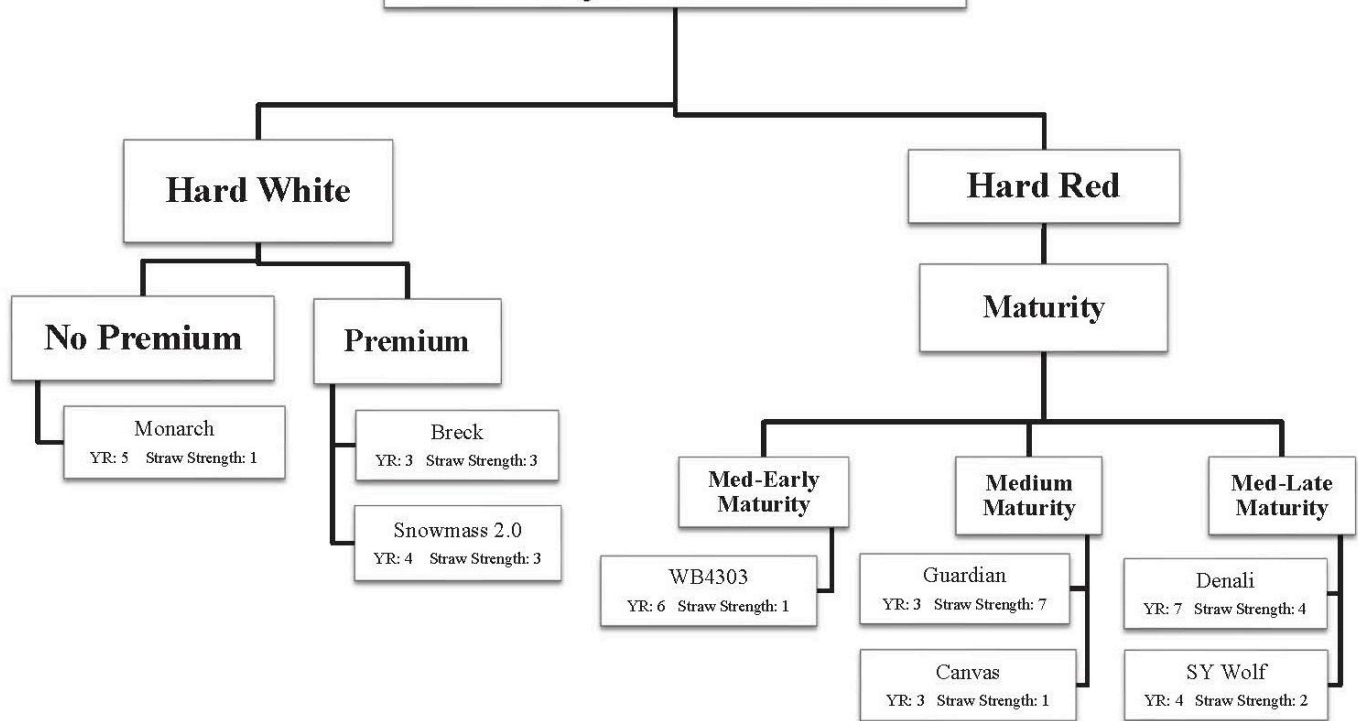 Hard White
Hard Red
No Premium
Premium
Maturity
Monarch
YR: 5 Straw Strength: 1
Breck
YR: 3 Straw Strength: 3
Snowmass 2.0
YR: 4 Straw Strength: 3
Med-Early
Maturity
WB4303
YR: 6 Straw Strength: 1
Medium
Maturity
Guardian
YR: 3 Straw Strength: 7
Canvas
YR: 3 Straw Strength: 1
Med-Late
Maturity
Denali
YR: 7 Straw Strength: 4
SY Wolf
YR: 4 Straw Strength: 2